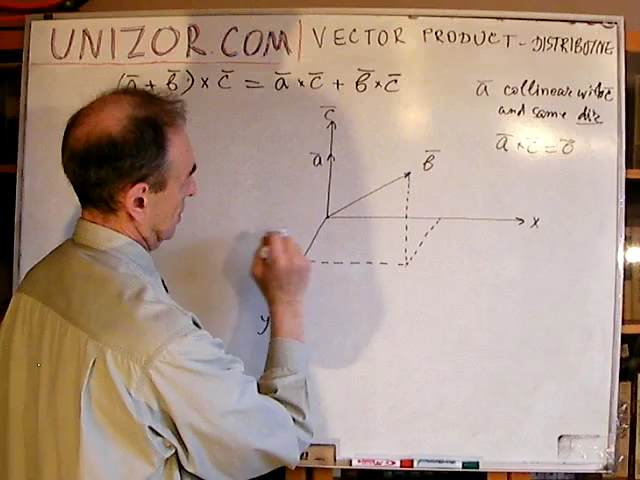 UNIZOR.COM | VECTOR PRODUCT - DISTRIBUTIVE
(a̅ + b̅) × c̅ = a̅ × c̅ + b̅ × c̅
a̅ collinear with c̅
and same dir
a̅ × c̅ = 0̅
c̅
a̅
b̅
x
y